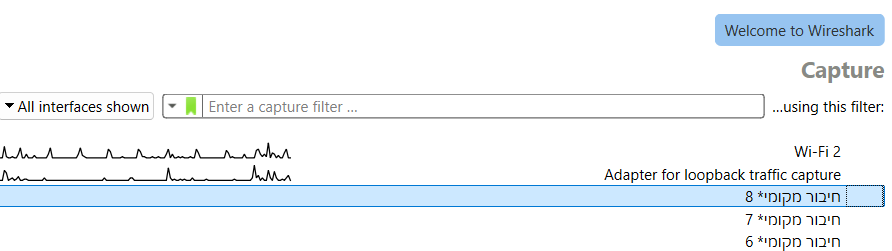 Welcome to Wireshark
Capture
...using this filter: Enter a capture filter ... All interfaces shown
Wi-Fi 2
Adapter for loopback traffic capture
חיבור מקומי* 8
חיבור מקומי* 7
חיבור מקומי* 6